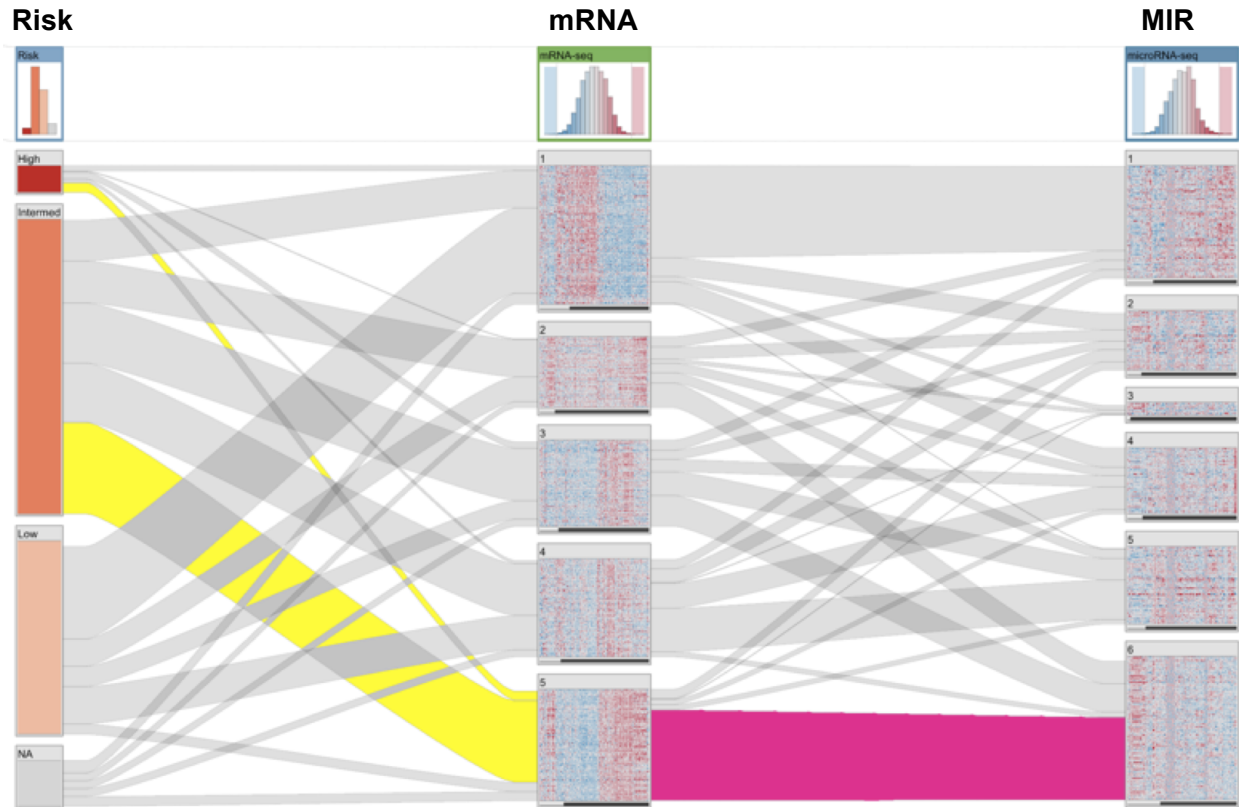 Risk mRNA MIR
Risk mRNA-seq microRNA-seq
High 1 1
Intermed
2 2
3
3
4
Low
4 5
6
5
NA